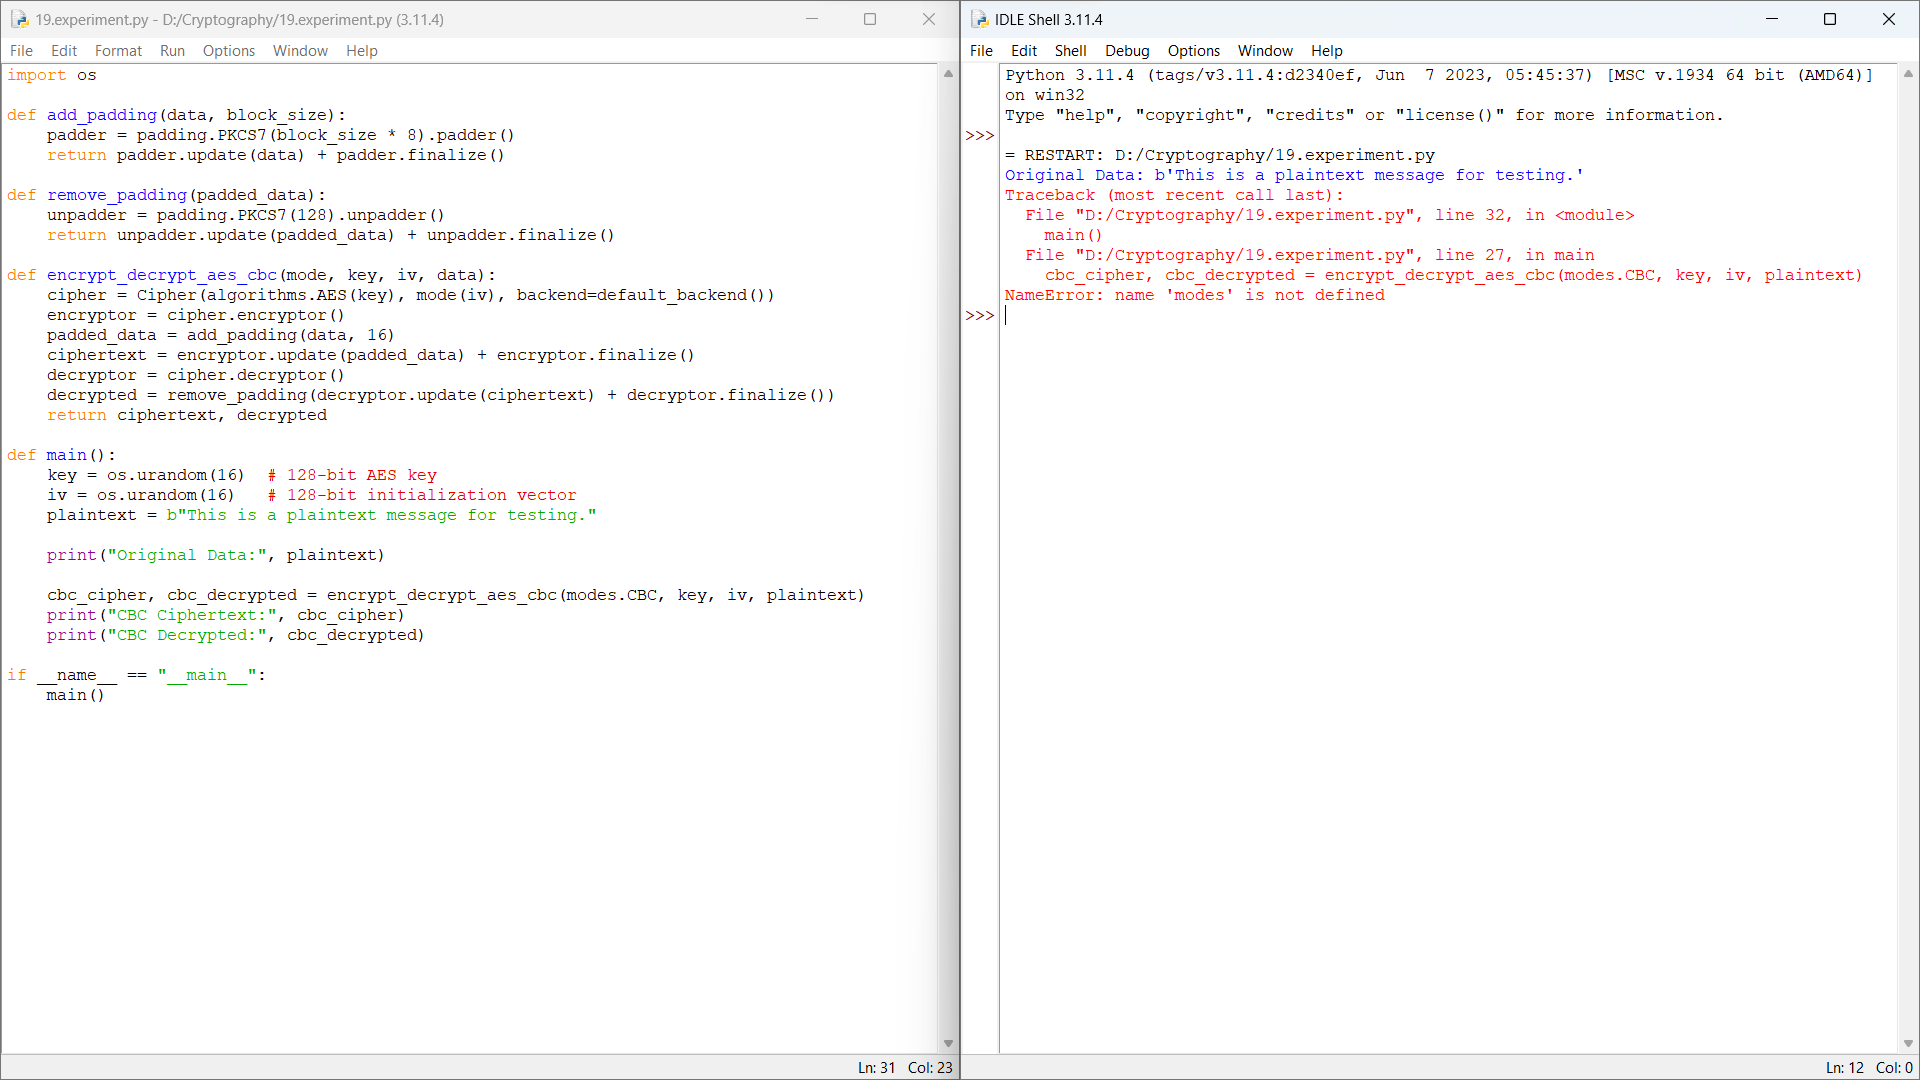 19.experiment.py - D:/Cryptography/19.experiment.py (3.11.4)
File Edit Format Run Options Window Help
import os

def add_padding(data, block_size):
    padder = padding.PKCS7(block_size * 8).padder()
    return padder.update(data) + padder.finalize()

def remove_padding(padded_data):
    unpadder = padding.PKCS7(128).unpadder()
    return unpadder.update(padded_data) + unpadder.finalize()

def encrypt_decrypt_aes_cbc(mode, key, iv, data):
    cipher = Cipher(algorithms.AES(key), mode(iv), backend=default_backend())
    encryptor = cipher.encryptor()
    padded_data = add_padding(data, 16)
    ciphertext = encryptor.update(padded_data) + encryptor.finalize()
    decryptor = cipher.decryptor()
    decrypted = remove_padding(decryptor.update(ciphertext) + decryptor.finalize())
    return ciphertext, decrypted

def main():
    key = os.urandom(16)  # 128-bit AES key
    iv = os.urandom(16)   # 128-bit initialization vector
    plaintext = b"This is a plaintext message for testing."

    print("Original Data:", plaintext)

    cbc_cipher, cbc_decrypted = encrypt_decrypt_aes_cbc(modes.CBC, key, iv, plaintext)
    print("CBC Ciphertext:", cbc_cipher)
    print("CBC Decrypted:", cbc_decrypted)

if __name__ == "__main__":
    main()
Ln: 31 Col: 23
IDLE Shell 3.11.4
File Edit Shell Debug Options Window Help
Python 3.11.4 (tags/v3.11.4:d2340ef, Jun  7 2023, 05:45:37) [MSC v.1934 64 bit (AMD64)]
on win32
Type "help", "copyright", "credits" or "license()" for more information.
>>>
= RESTART: D:/Cryptography/19.experiment.py
Original Data: b'This is a plaintext message for testing.'
Traceback (most recent call last):
  File "D:/Cryptography/19.experiment.py", line 32, in <module>
    main()
  File "D:/Cryptography/19.experiment.py", line 27, in main
    cbc_cipher, cbc_decrypted = encrypt_decrypt_aes_cbc(modes.CBC, key, iv, plaintext)
NameError: name 'modes' is not defined
>>>
Ln: 12 Col: 0